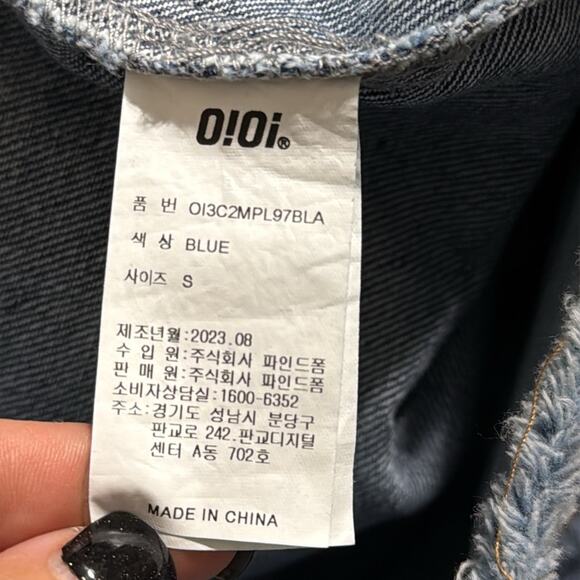 O!Oi®
품 번 OI3C2MPL97BLA
색 상 BLUE
사이즈 S
제조년월:2023.08
수 입 원:주식회사 파인드폼
판 매 원:주식회사 파인드폼
소비자상담실:1600-6352
주소:경기도 성남시 분당구
판교로 242.판교디지털
센터 A동 702호
MADE IN CHINA